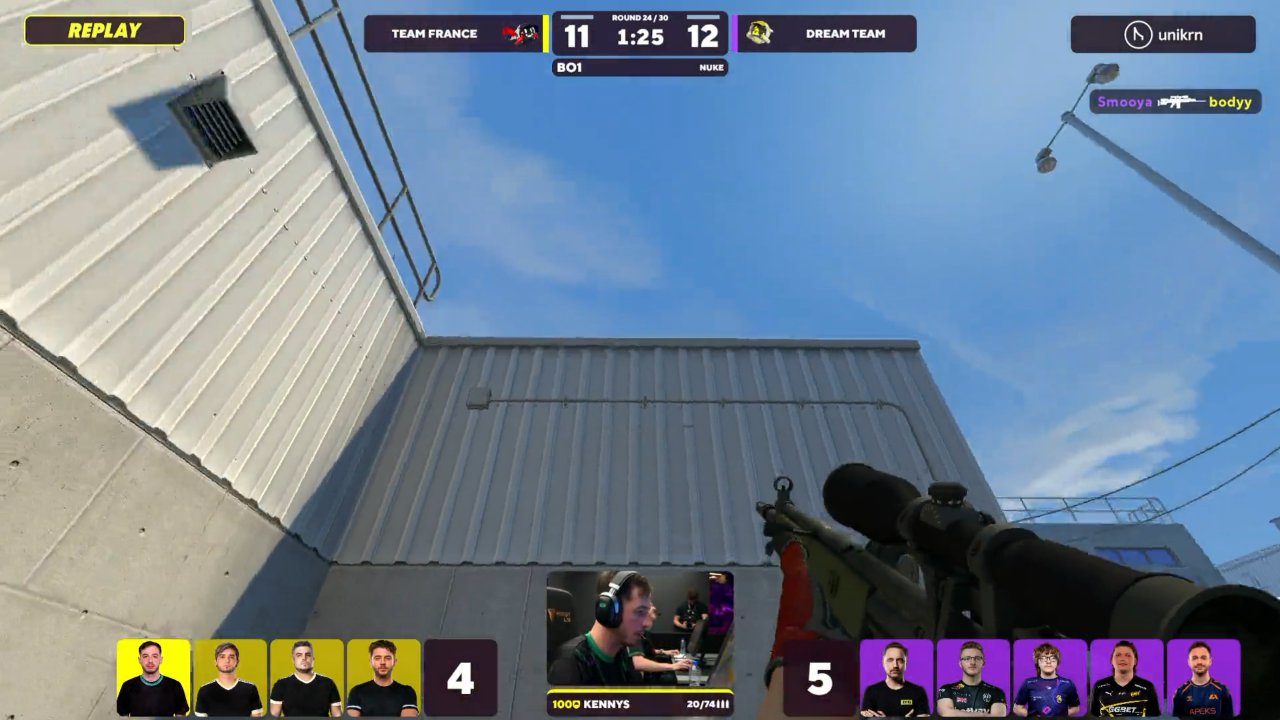 REPLAY
TEAM FRANCE
11
ROUND 24 / 30
1:25
12
DREAM TEAM
BO1
NUKE
unikrn
Smooya bodyy
4
5
100 KENNYS
20/74
APEKS